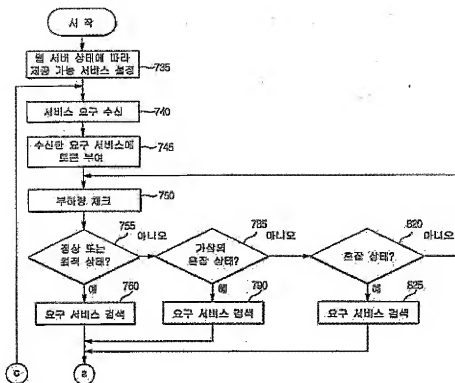 시 작
웹 서버 상태에 따라
제공 가능 서비스 설정
735
서비스 요구 수신
740
수신한 요구 서비스에
토큰 부여
745
부하량 체크
750
정상 또는
최적 상태?
755
아니오
가상의
혼잡 상태?
785
아니오
혼잡 상태?
820
아니오
예
예
예
요구 서비스 검색
760
요구 서비스 검색
790
요구 서비스 검색
825